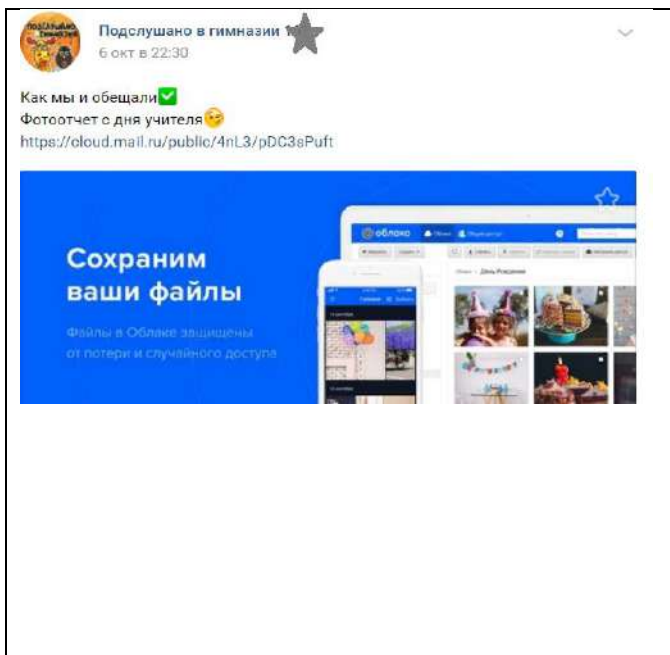 Подслушано в гимназии
6 окт в 22:30
Как мы и обещали
Фотоотчет с дня учителя
https://cloud.mail.ru/public/4nL3/pDC3sPuft
облако
Сохраним
ваши файлы
Файлы в Облаке защищены
от потери и случайного доступа
День Рождения